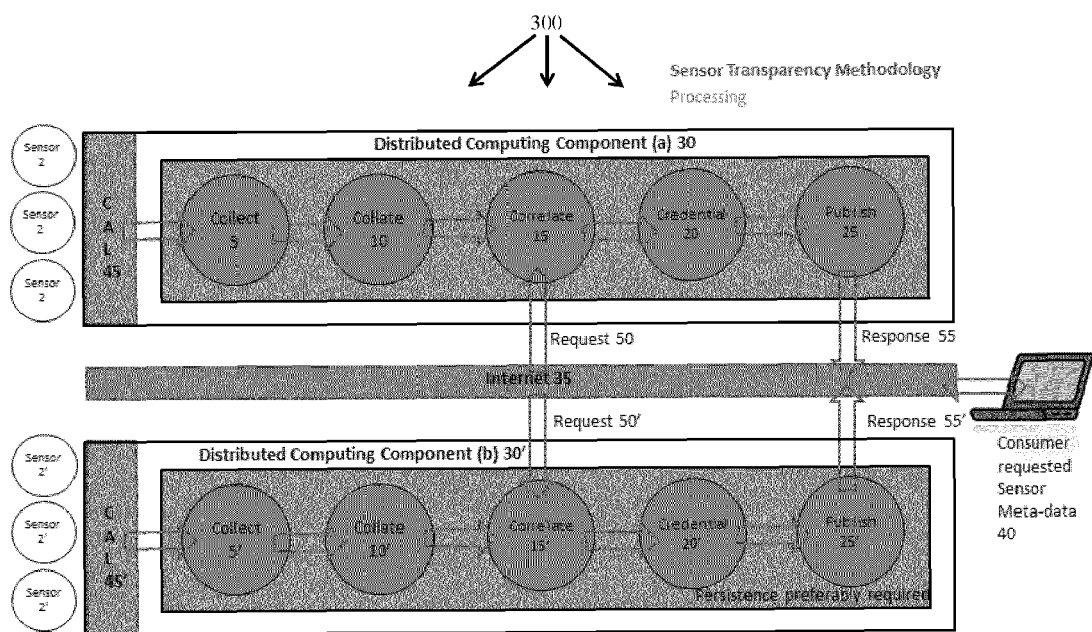 300
Sensor Transparency Methodology
Processing
Distributed Computing Component (a) 30
Sensor
2
Sensor
2
Sensor
2
C
A
L
45
Collect
5
Collate
10
Correlate
15
Credential
20
Publish
25
Request 50
Response 55
Internet 35
Request 50'
Response 55'
Consumer
requested
Sensor
Meta-data
40
Distributed Computing Component (b) 30'
Sensor
2'
Sensor
2'
Sensor
2'
C
A
L
45'
Collect
5'
Collate
10'
Correlate
15'
Credential
20'
Publish
25'
Persistence preferably required